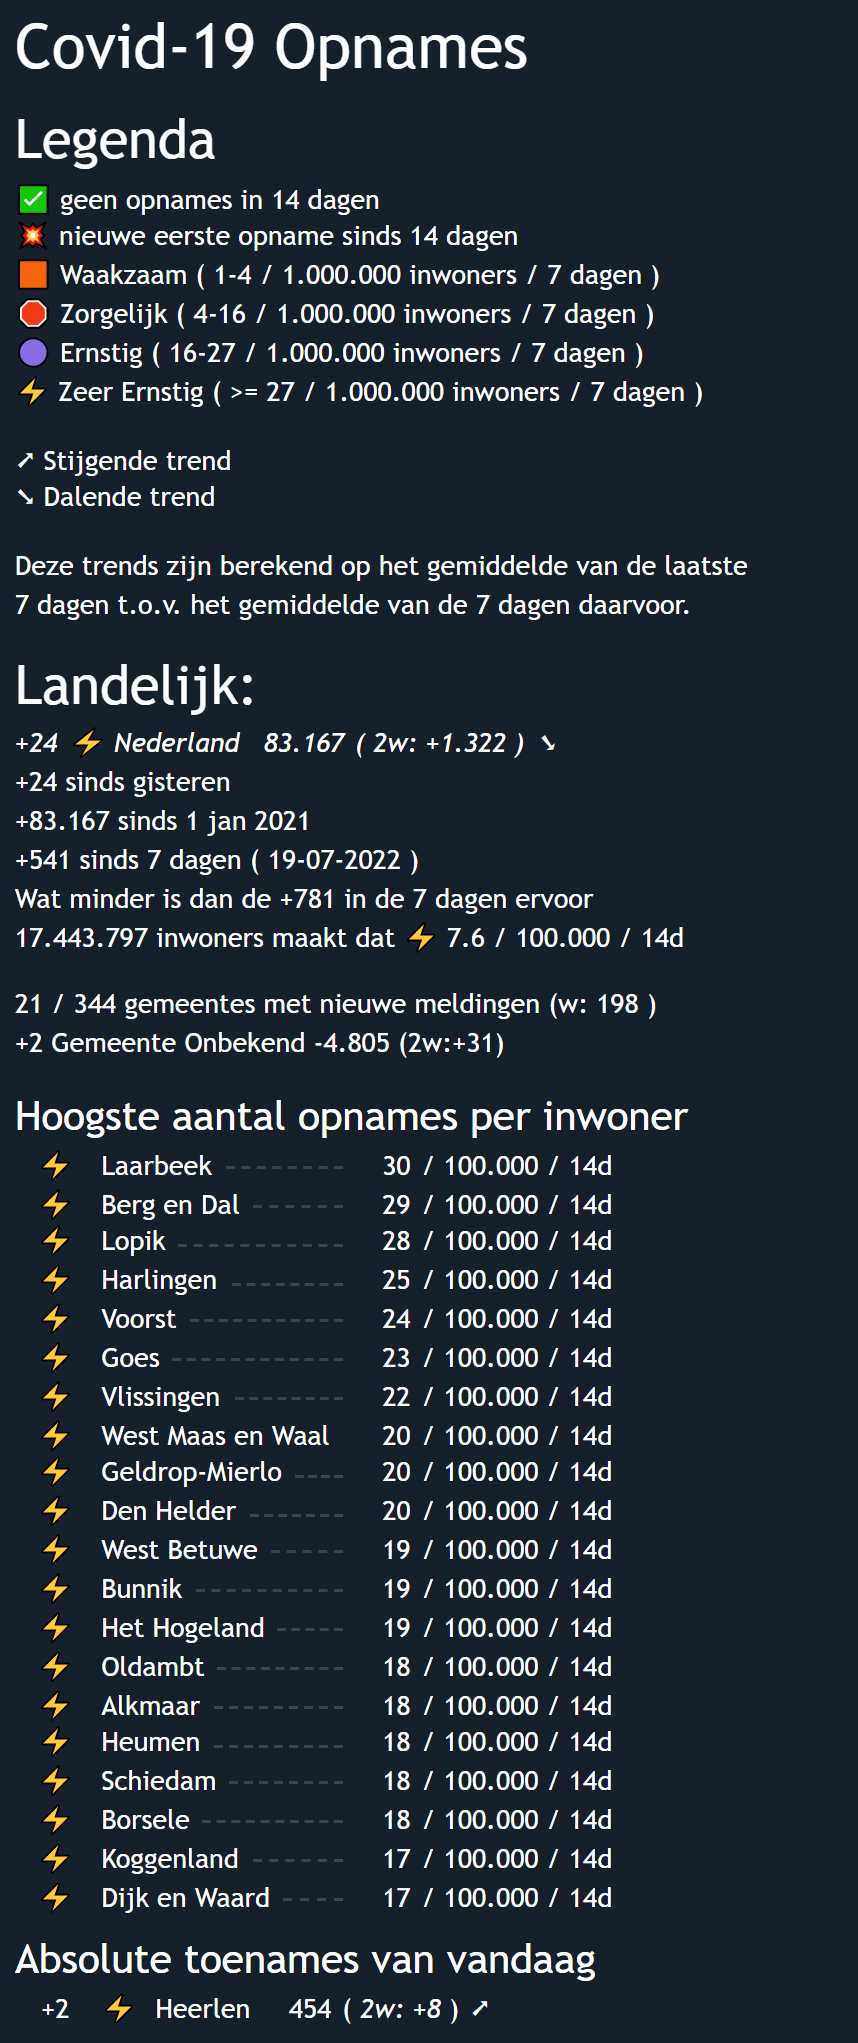 Covid-19 Opnames
Legenda
✅ geen opnames in 14 dagen
💥 nieuwe eerste opname sinds 14 dagen
🟧 Waakzaam ( 1-4 / 1.000.000 inwoners / 7 dagen )
🛑 Zorgelijk ( 4-16 / 1.000.000 inwoners / 7 dagen )
🟣 Ernstig ( 16-27 / 1.000.000 inwoners / 7 dagen )
⚡ Zeer Ernstig ( >= 27 / 1.000.000 inwoners / 7 dagen )
➚ Stijgende trend
➘ Dalende trend
Deze trends zijn berekend op het gemiddelde van de laatste
7 dagen t.o.v. het gemiddelde van de 7 dagen daarvoor.
Landelijk:
+24 ⚡ Nederland 83.167 ( 2w: +1.322 ) ➘
+24 sinds gisteren
+83.167 sinds 1 jan 2021
+541 sinds 7 dagen ( 19-07-2022 )
Wat minder is dan de +781 in de 7 dagen ervoor
17.443.797 inwoners maakt dat ⚡ 7.6 / 100.000 / 14d
21 / 344 gemeentes met nieuwe meldingen (w: 198 )
+2 Gemeente Onbekend -4.805 (2w:+31)
Hoogste aantal opnames per inwoner
⚡ Laarbeek -------- 30 / 100.000 / 14d
⚡ Berg en Dal ------ 29 / 100.000 / 14d
⚡ Lopik ----------- 28 / 100.000 / 14d
⚡ Harlingen ------- 25 / 100.000 / 14d
⚡ Voorst ---------- 24 / 100.000 / 14d
⚡ Goes ----------- 23 / 100.000 / 14d
⚡ Vlissingen ------- 22 / 100.000 / 14d
⚡ West Maas en Waal 20 / 100.000 / 14d
⚡ Geldrop-Mierlo ---- 20 / 100.000 / 14d
⚡ Den Helder ------ 20 / 100.000 / 14d
⚡ West Betuwe ----- 19 / 100.000 / 14d
⚡ Bunnik ---------- 19 / 100.000 / 14d
⚡ Het Hogeland ----- 19 / 100.000 / 14d
⚡ Oldambt -------- 18 / 100.000 / 14d
⚡ Alkmaar --------- 18 / 100.000 / 14d
⚡ Heumen --------- 18 / 100.000 / 14d
⚡ Schiedam -------- 18 / 100.000 / 14d
⚡ Borsele ---------- 18 / 100.000 / 14d
⚡ Koggenland ------ 17 / 100.000 / 14d
⚡ Dijk en Waard ---- 17 / 100.000 / 14d
Absolute toenames van vandaag
+2 ⚡ Heerlen 454 ( 2w: +8 ) ➚